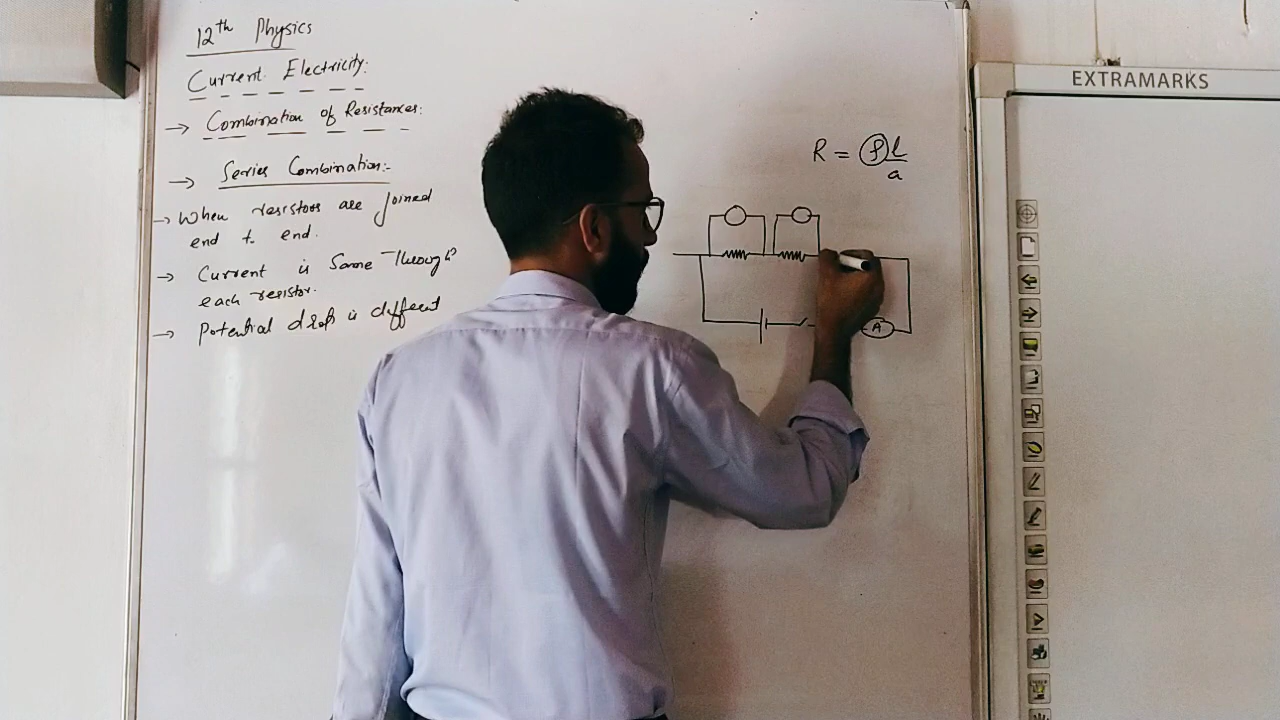 12th Physics
Current Electricity:
→ Combination of Resistances:
→ Series Combination:-
→ When resistors are joined
end to end.
→ Current is Same Through
each resistor.
→ Potential drop is different
R = ρl/a
A
EXTRAMARKS